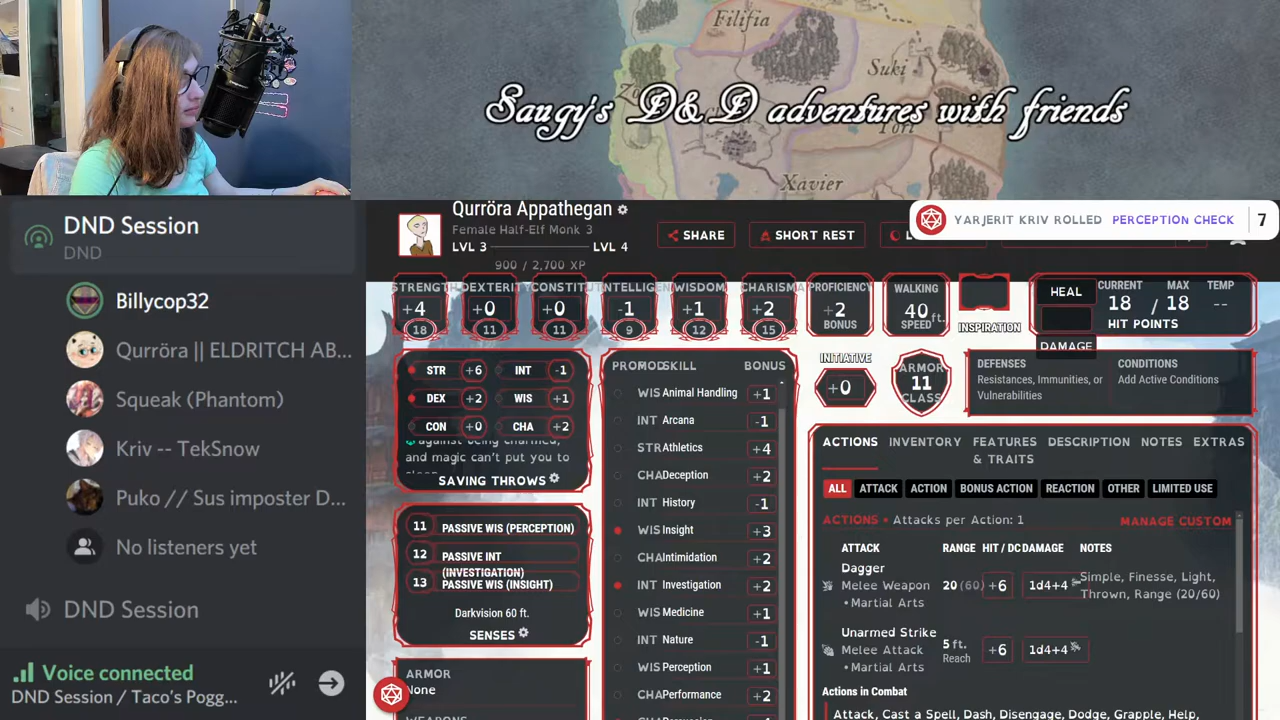 Filifia
Suki
Saugy's D&D adventures with friends
Tori
Xavier
DND Session
DND
Billycop32
Qurröra || ELDRITCH AB...
Squeak (Phantom)
Kriv -- TekSnow
Puko // Sus imposter D...
No listeners yet
DND Session
Voice connected
DND Session / Taco's Pogg...
Qurröra Appathegan
Female Half-Elf Monk 3
LVL 3
LVL 4
900 / 2,700 XP
SHARE
SHORT REST
YARJERIT KRIV ROLLED PERCEPTION CHECK 7
STRENGTH +4 18
DEXTERITY +0 11
CONSTITU +0 11
INTELLIGEN -1 9
WISDOM +1 12
CHARISMA +2 15
PROFICIENCY +2 BONUS
WALKING 40 ft. SPEED
INSPIRATION
HEAL
DAMAGE
CURRENT MAX TEMP
18 / 18 --
HIT POINTS
STR +6 INT -1
DEX +2 WIS +1
CON +0 CHA +2
against being charmed,
and magic can't put you to
SAVING THROWS
11 PASSIVE WIS (PERCEPTION)
12 PASSIVE INT (INVESTIGATION)
13 PASSIVE WIS (INSIGHT)
Darkvision 60 ft.
SENSES
ARMOR
None
WEAPONS
PROF MOD SKILL BONUS
WIS Animal Handling +1
INT Arcana -1
STR Athletics +4
CHA Deception +2
INT History -1
WIS Insight +3
CHA Intimidation +2
INT Investigation +2
WIS Medicine +1
INT Nature -1
WIS Perception +1
CHA Performance +2
INITIATIVE
+0
ARMOR
11
CLASS
DEFENSES
Resistances, Immunities, or
Vulnerabilities
CONDITIONS
Add Active Conditions
ACTIONS INVENTORY FEATURES & TRAITS DESCRIPTION NOTES EXTRAS
ALL ATTACK ACTION BONUS ACTION REACTION OTHER LIMITED USE
ACTIONS • Attacks per Action: 1
MANAGE CUSTOM
ATTACK RANGE HIT / DC DAMAGE NOTES
Dagger
Melee Weapon
• Martial Arts
20 (60) +6 1d4+4
Simple, Finesse, Light,
Thrown, Range (20/60)
Unarmed Strike
Melee Attack
• Martial Arts
5 ft.
Reach
+6 1d4+4
Actions in Combat
Attack, Cast a Spell, Dash, Disengage, Dodge, Grapple, Help,